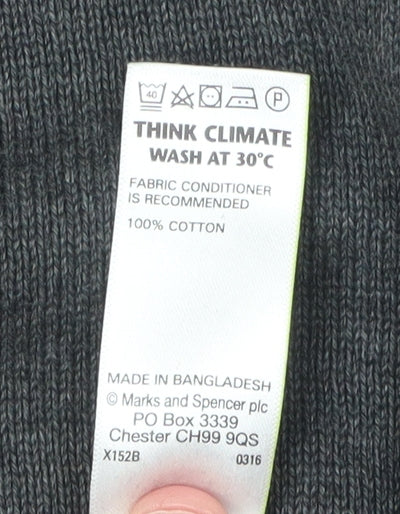 40 P
THINK CLIMATE
WASH AT 30°C
FABRIC CONDITIONER
IS RECOMMENDED
100% COTTON
MADE IN BANGLADESH
© Marks and Spencer plc
PO Box 3339
Chester CH99 9QS
X152B 0316